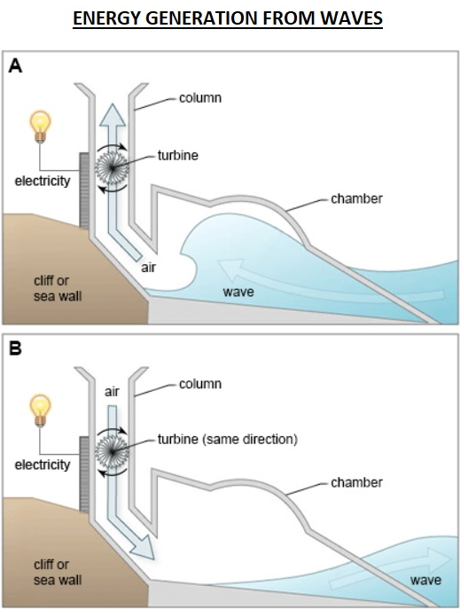 ENERGY GENERATION FROM WAVES
A
column
turbine
electricity
chamber
air
wave
cliff or
sea wall
B
air
column
turbine (same direction)
electricity
chamber
cliff or
sea wall
wave